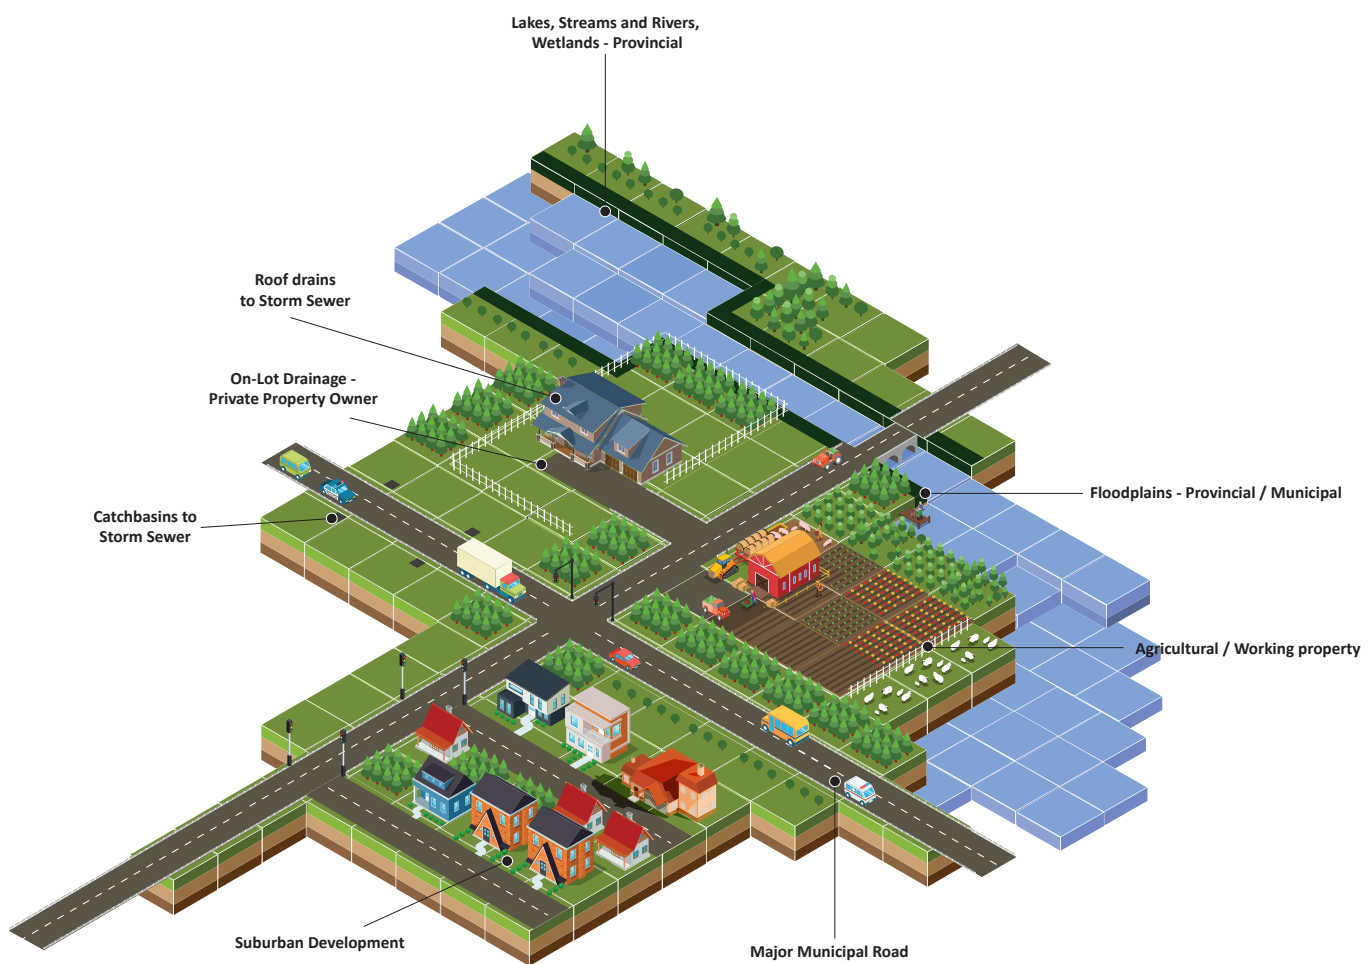 Lakes, Streams and Rivers,
Wetlands - Provincial
Roof drains
to Storm Sewer
On-Lot Drainage -
Private Property Owner
Catchbasins to
Storm Sewer
Floodplains - Provincial / Municipal
Agricultural / Working property
Suburban Development
Major Municipal Road